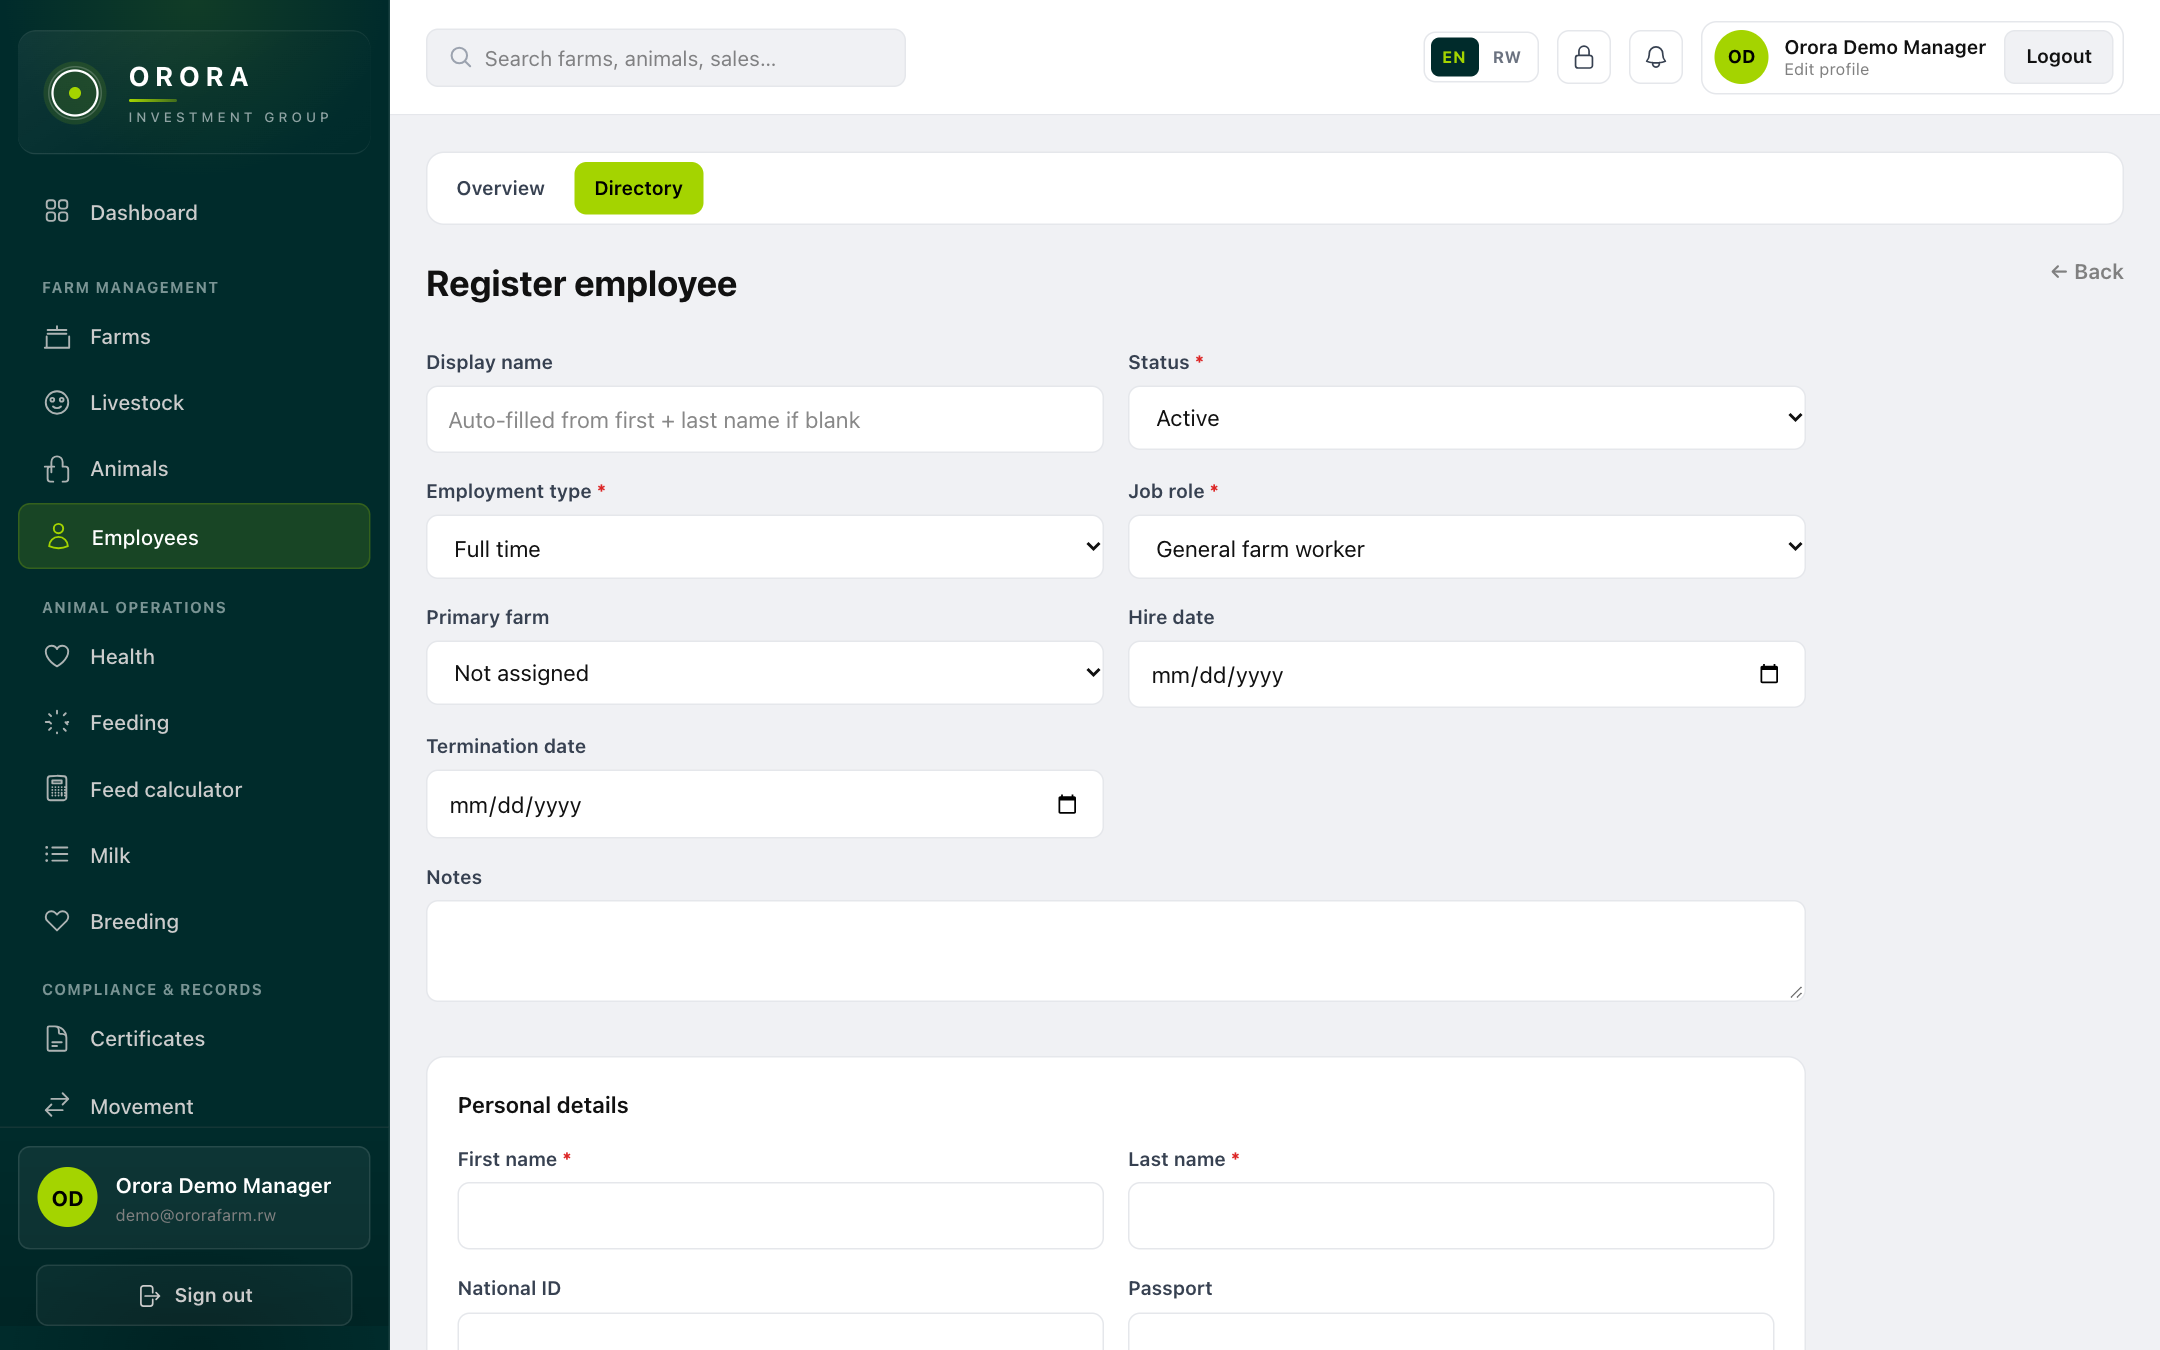 ORORA
INVESTMENT GROUP
Dashboard
FARM MANAGEMENT
Farms
Livestock
Animals
Employees
ANIMAL OPERATIONS
Health
Feeding
Feed calculator
Milk
Breeding
COMPLIANCE & RECORDS
Certificates
Movement
OD
Orora Demo Manager
demo@ororafarm.rw
Sign out
Search farms, animals, sales...
EN RW
OD
Orora Demo Manager
Edit profile
Logout
Overview Directory
Register employee
← Back
Display name
Auto-filled from first + last name if blank
Status *
Active
Employment type *
Full time
Job role *
General farm worker
Primary farm
Not assigned
Hire date
mm/dd/yyyy
Termination date
mm/dd/yyyy
Notes
Personal details
First name *
Last name *
National ID
Passport